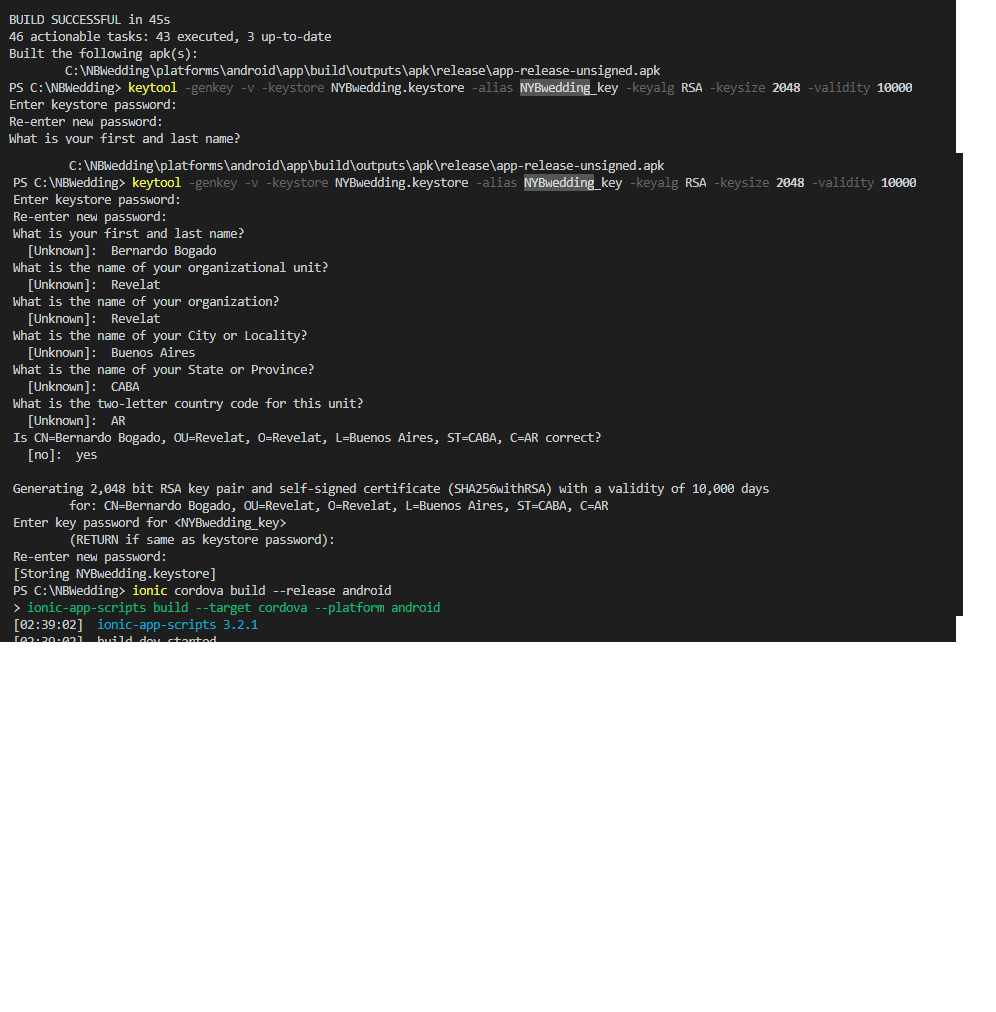 BUILD SUCCESSFUL in 45s
46 actionable tasks: 43 executed, 3 up-to-date
Built the following apk(s):
C:\NBWedding\platforms\android\app\build\outputs\apk\release\app-release-unsigned.apk
PS C:\NBWedding> keytool -genkey -v -keystore NYBwedding.keystore -alias NYBwedding_key -keyalg RSA -keysize 2048 -validity 10000
Enter keystore password:
Re-enter new password:
What is your first and last name?
C:\NBWedding\platforms\android\app\build\outputs\apk\release\app-release-unsigned.apk
PS C:\NBWedding> keytool -genkey -v -keystore NYBwedding.keystore -alias NYBwedding_key -keyalg RSA -keysize 2048 -validity 10000
Enter keystore password:
Re-enter new password:
What is your first and last name?
[Unknown]:  Bernardo Bogado
What is the name of your organizational unit?
[Unknown]:  Revelat
What is the name of your organization?
[Unknown]:  Revelat
What is the name of your City or Locality?
[Unknown]:  Buenos Aires
What is the name of your State or Province?
[Unknown]:  CABA
What is the two-letter country code for this unit?
[Unknown]:  AR
Is CN=Bernardo Bogado, OU=Revelat, O=Revelat, L=Buenos Aires, ST=CABA, C=AR correct?
[no]:  yes
Generating 2,048 bit RSA key pair and self-signed certificate (SHA256withRSA) with a validity of 10,000 days
for: CN=Bernardo Bogado, OU=Revelat, O=Revelat, L=Buenos Aires, ST=CABA, C=AR
Enter key password for <NYBwedding_key>
(RETURN if same as keystore password):
Re-enter new password:
[Storing NYBwedding.keystore]
PS C:\NBWedding> ionic cordova build --release android
> ionic-app-scripts build --target cordova --platform android
[02:39:02]  ionic-app-scripts 3.2.1
[02:39:02]  build dev started